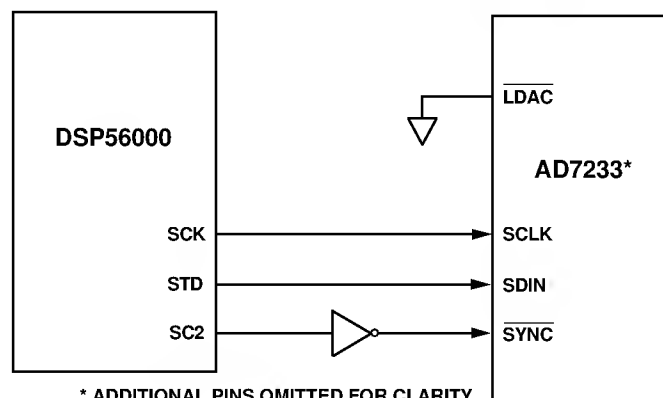 LDAC
DSP56000
AD7233*
SCK
SCLK
STD
SDIN
SC2
SYNC
* ADDITIONAL PINS OMITTED FOR CLARITY